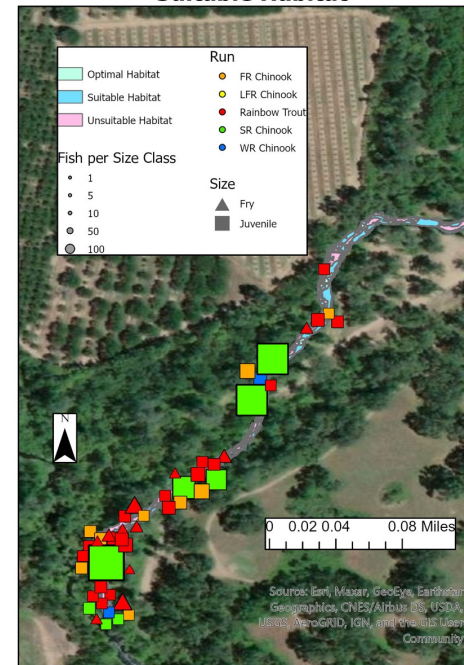 Run
Optimal Habitat
Suitable Habitat
Unsuitable Habitat
FR Chinook
LFR Chinook
Rainbow Trout
SR Chinook
WR Chinook
Fish per Size Class
1
5
10
50
100
Size
Fry
Juvenile
N
0 0.02 0.04 0.08 Miles
Source: Esri, Maxar, GeoEye, Earthstar
Geographics, CNES/Airbus DS, USDA,
USGS, AeroGRID, IGN, and the GIS User
Community